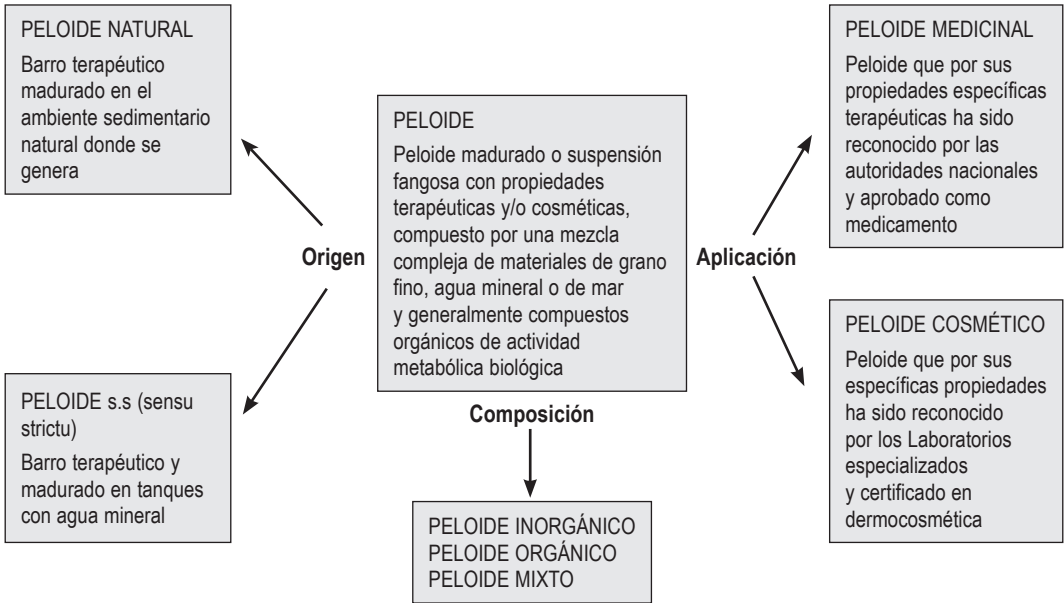 PELOIDE NATURAL
Barro terapéutico
madurado en el
ambiente sedimentario
natural donde se
genera
PELOIDE s.s (sensu
strictu)
Barro terapéutico y
madurado en tanques
con agua mineral
Origen
PELOIDE
Peloide madurado o suspensión
fangosa con propiedades
terapéuticas y/o cosméticas,
compuesto por una mezcla
compleja de materiales de grano
fino, agua mineral o de mar
y generalmente compuestos
orgánicos de actividad
metabólica biológica
Composición
PELOIDE INORGÁNICO
PELOIDE ORGÁNICO
PELOIDE MIXTO
Aplicación
PELOIDE MEDICINAL
Peloide que por sus
propiedades específicas
terapéuticas ha sido
reconocido por las
autoridades nacionales
y aprobado como
medicamento
PELOIDE COSMÉTICO
Peloide que por sus
específicas propiedades
ha sido reconocido
por los Laboratorios
especializados
y certificado en
dermocosmética